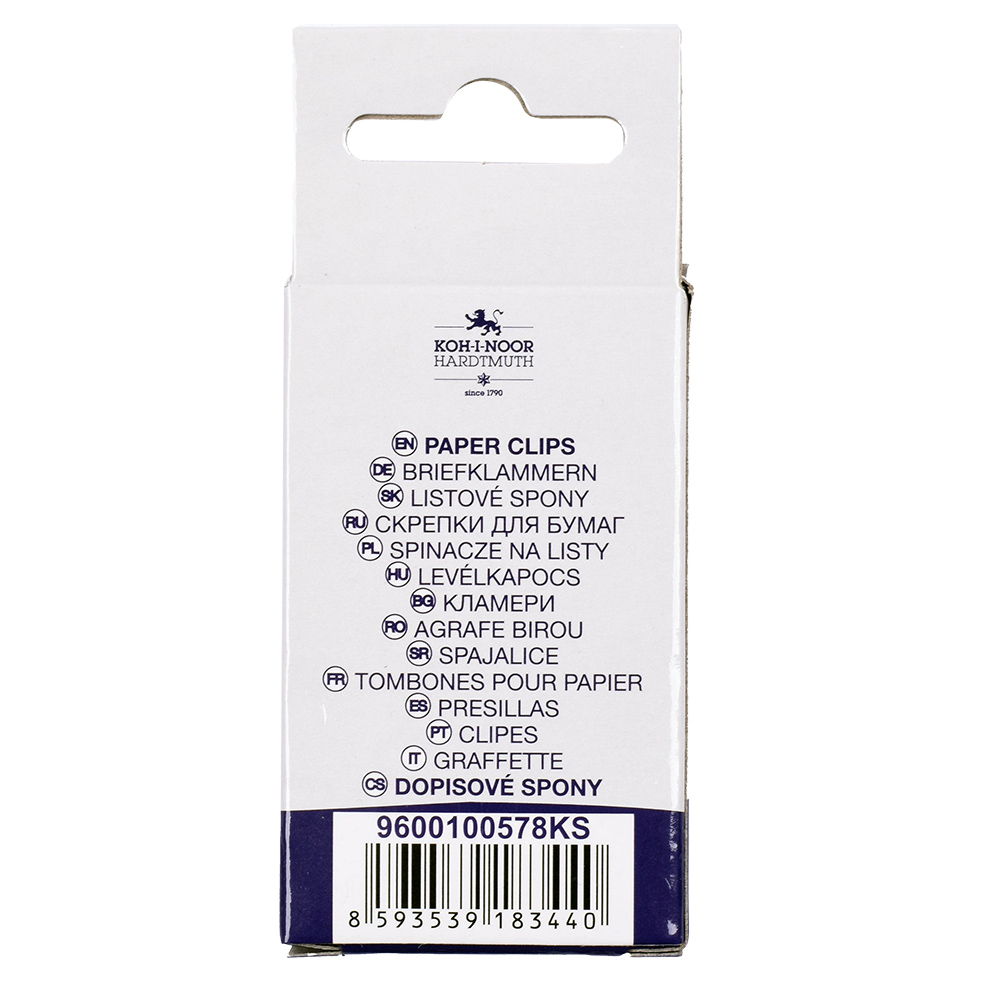 KOH-I-NOOR
HARDTMUTH
since 1790
EN PAPER CLIPS
DE BRIEFKLAMMERN
SK LISTOVÉ SPONY
RU СКРЕПКИ ДЛЯ БУМАГ
PL SPINACZE NA LISTY
HU LEVÉLKAPOCS
BG КЛАМЕРИ
RO AGRAFE BIROU
SR SPAJALICE
FR TOMBONES POUR PAPIER
ES PRESILLAS
PT CLIPES
IT GRAFFETTE
CS DOPISOVÉ SPONY
9600100578KS
8 593539 183440